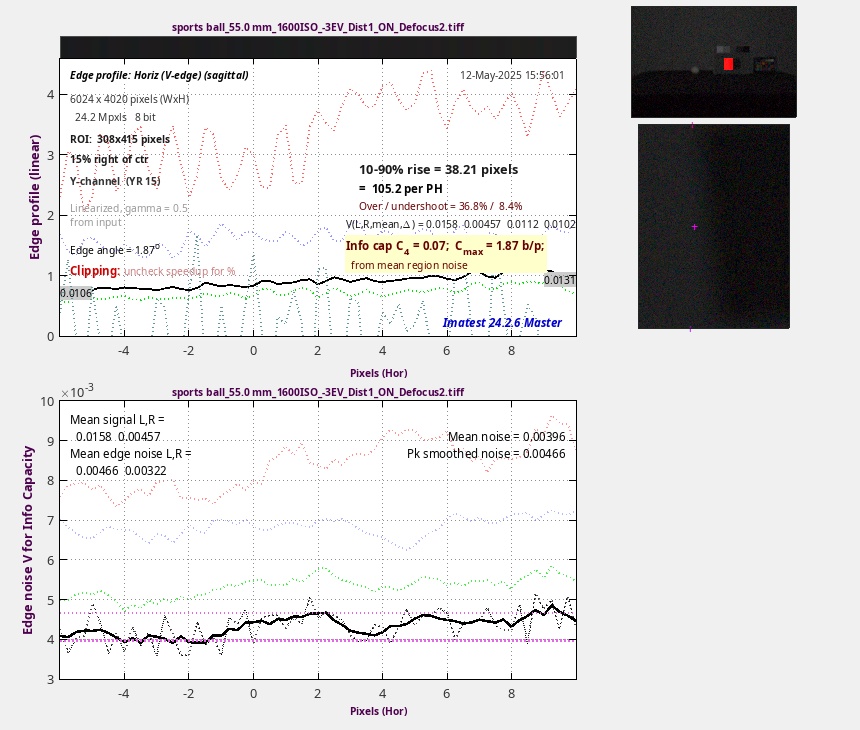 sports ball_55.0 mm_1600ISO_-3EV_Dist1_ON_Defocus2.tiff
Edge profile: Horiz (V-edge) (sagittal)
12-May-2025 15:56:01
6024 x 4020 pixels (WxH)
24.2 Mpxls 8 bit
ROI: 308x415 pixels
15% right of ctr
Y-channel (YR 15)
Linearized, gamma = 0.5
from input
Edge angle = 1.87º
Clipping: uncheck speedup for %
10-90% rise = 38.21 pixels
= 105.2 per PH
Over / undershoot = 36.8% / 8.4%
V(L,R,mean,Δ) = 0.0158 0.00457 0.0112 0.0102
Info cap C4 = 0.07; Cmax = 1.87 b/p;
from mean region noise
0.0106
0.0131
Imatest 24.2.6 Master
Edge profile (linear)
4
3
2
1
0
-4 -2 0 2 4 6 8
Pixels (Hor)
sports ball_55.0 mm_1600ISO_-3EV_Dist1_ON_Defocus2.tiff
×10-3
Mean signal L,R =
0.0158 0.00457
Mean edge noise L,R =
0.00466 0.00322
Mean noise = 0.00396
Pk smoothed noise = 0.00466
Edge noise V for Info Capacity
10
9
8
7
6
5
4
3
-4 -2 0 2 4 6 8
Pixels (Hor)